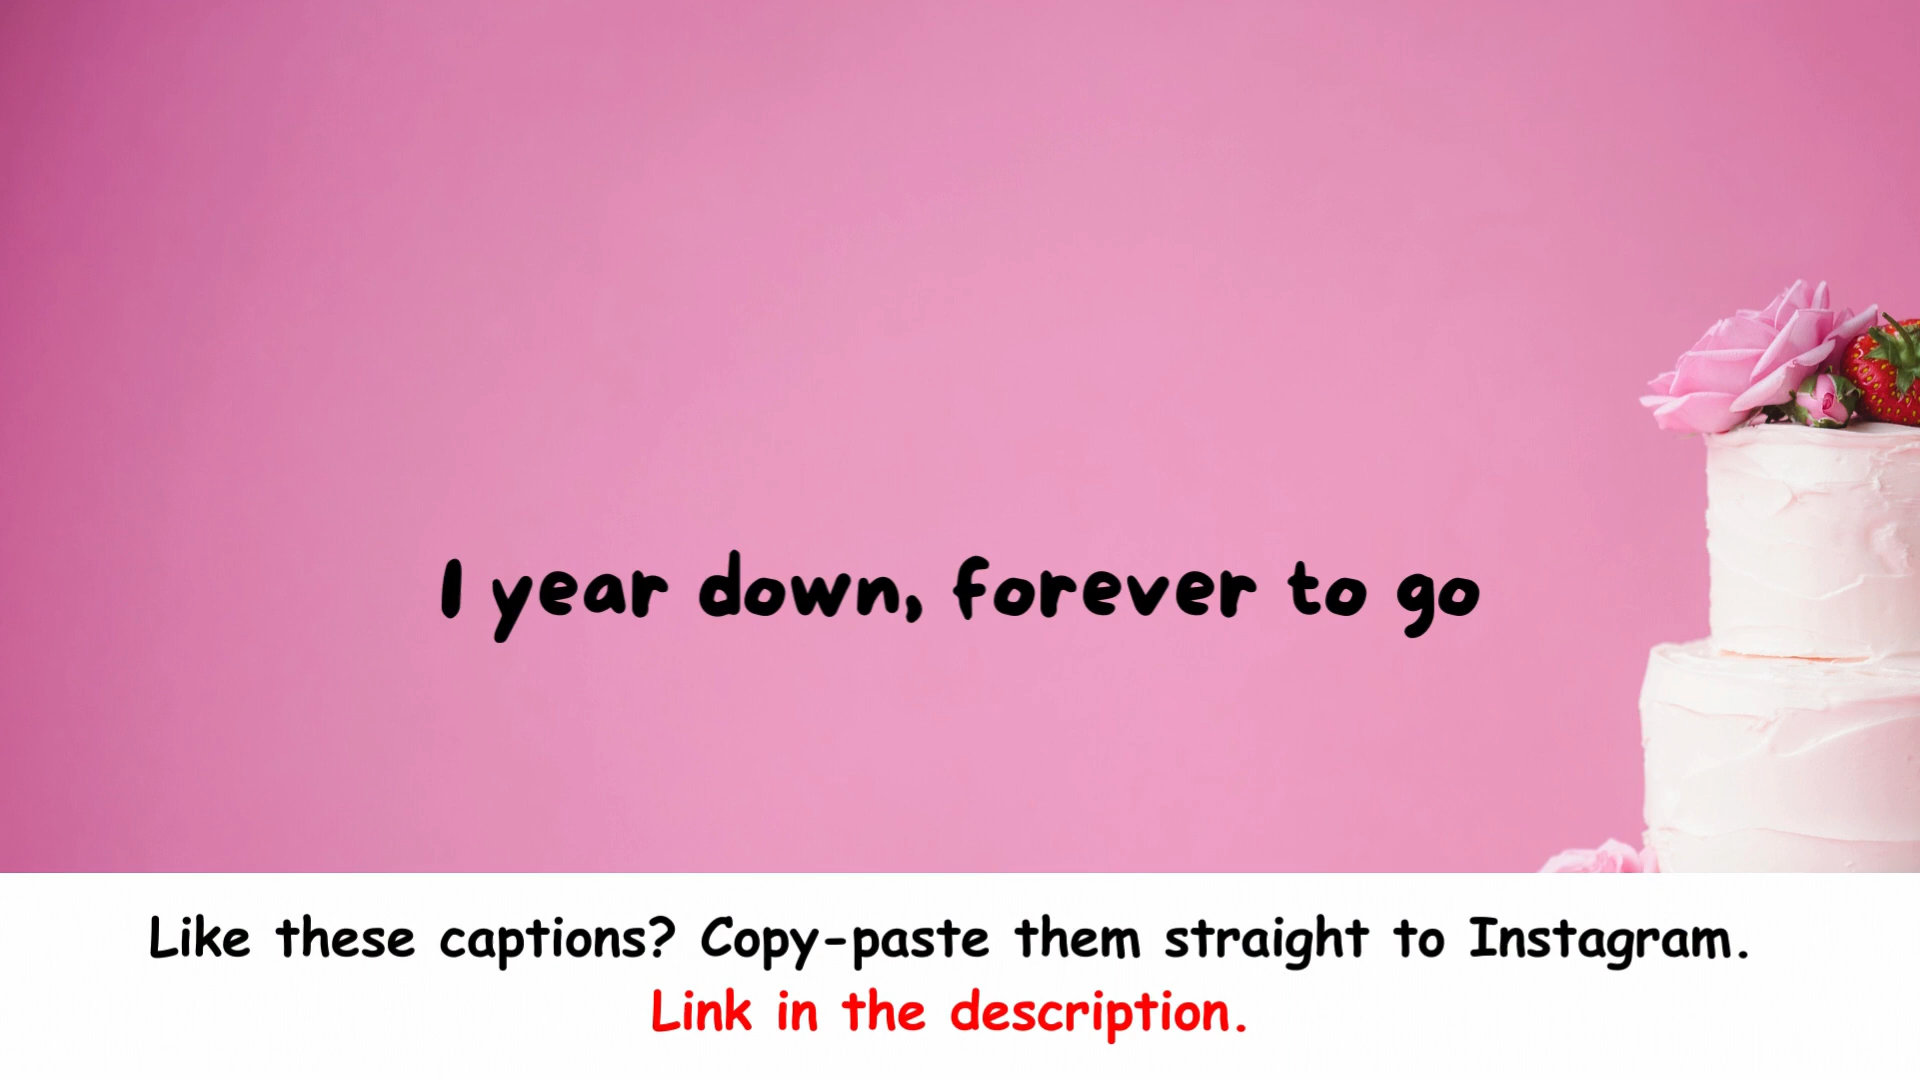 1 year down, forever to go
Like these captions? Copy-paste them straight to Instagram.
Link in the description.